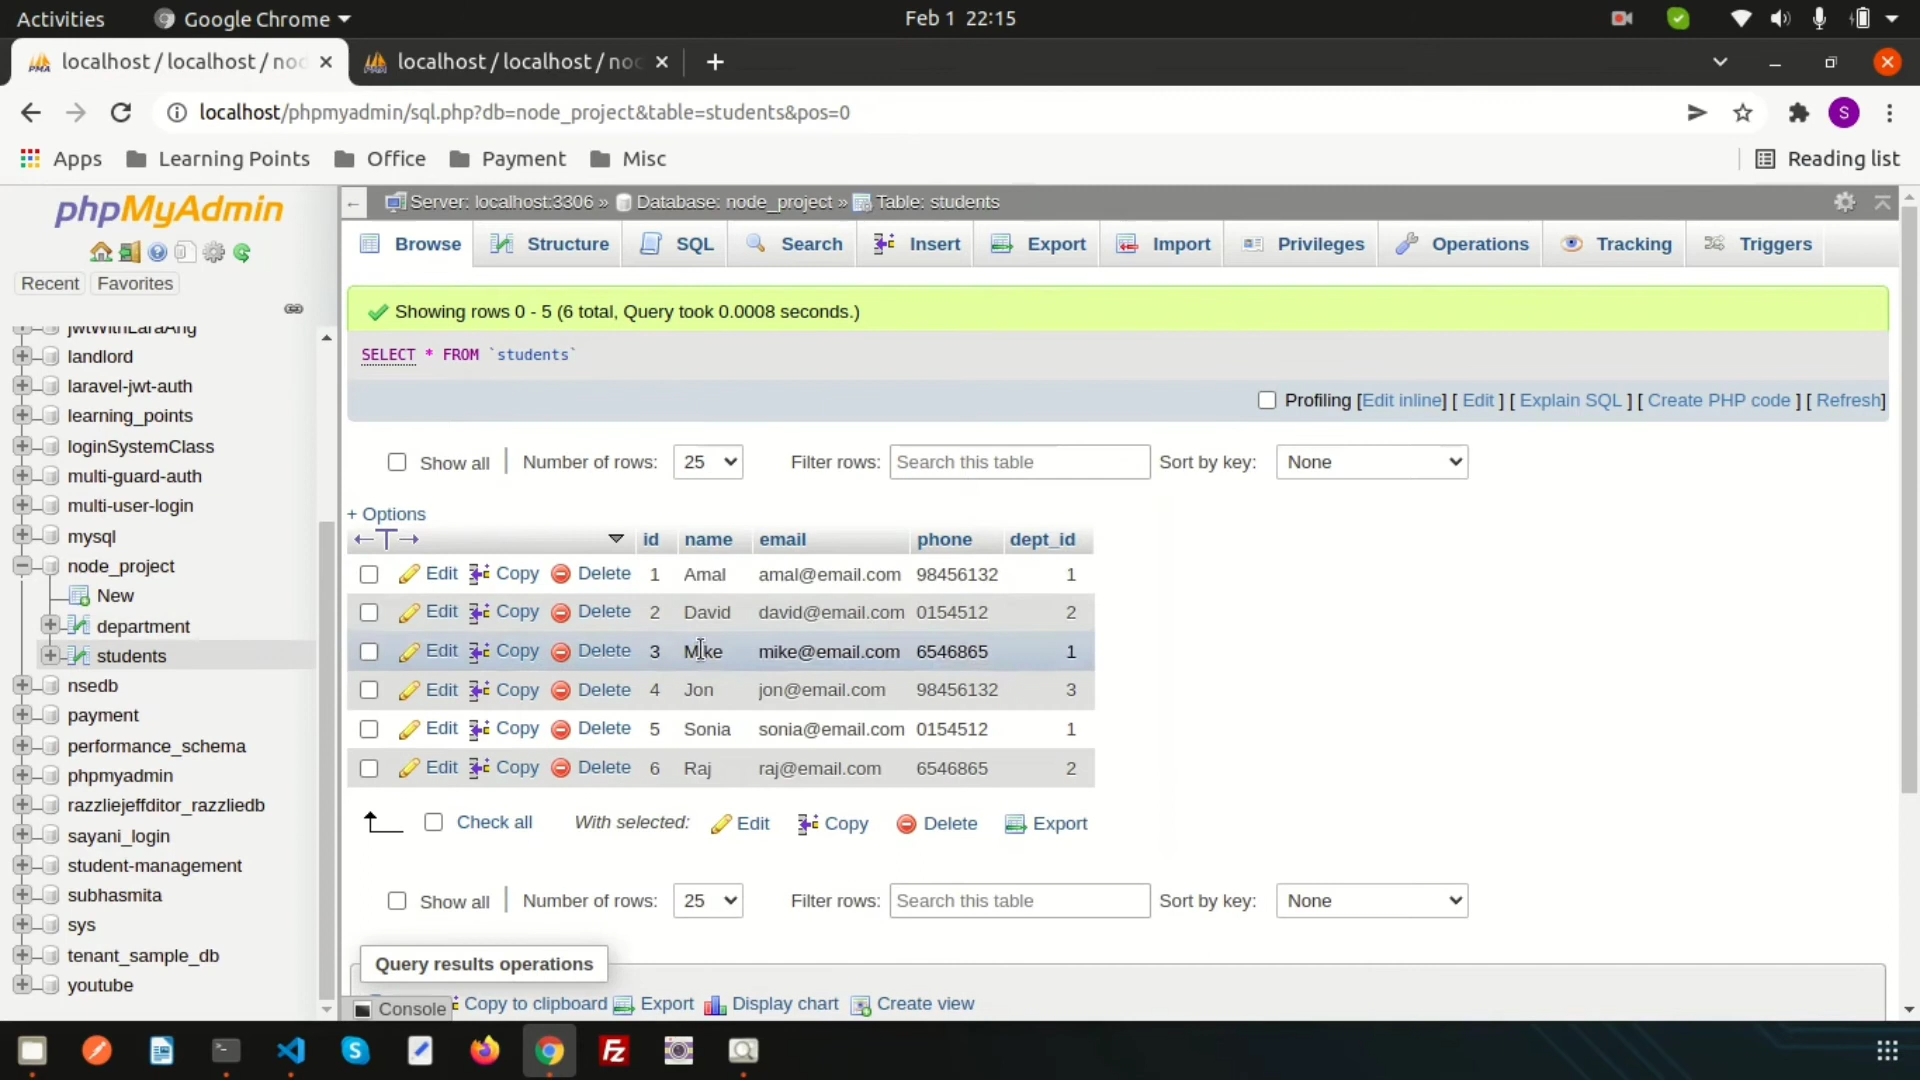 Activities Google Chrome Feb 1 22:15
localhost / localhost / nod localhost / localhost / no
localhost/phpmyadmin/sql.php?db=node_project&table=students&pos=0 S
Apps Learning Points Office Payment Misc Reading list
phpMyAdmin
Recent Favorites
jwtWithLaraAng
landlord
laravel-jwt-auth
learning_points
loginSystemClass
multi-guard-auth
multi-user-login
mysql
node_project
New
department
students
nsedb
payment
performance_schema
phpmyadmin
razzliejeffditor_razzliedb
sayani_login
student-management
subhasmita
sys
tenant_sample_db
youtube
Server: localhost:3306 » Database: node_project » Table: students
Browse Structure SQL Search Insert Export Import Privileges Operations Tracking Triggers
Showing rows 0 - 5 (6 total, Query took 0.0008 seconds.)
SELECT * FROM `students`
Profiling [Edit inline] [ Edit ] [ Explain SQL ] [ Create PHP code ] [ Refresh]
Show all | Number of rows: 25 Filter rows: Search this table Sort by key: None
+ Options
←T→ id name email phone dept_id
Edit Copy Delete 1 Amal amal@email.com 98456132 1
Edit Copy Delete 2 David david@email.com 0154512 2
Edit Copy Delete 3 Mike mike@email.com 6546865 1
Edit Copy Delete 4 Jon jon@email.com 98456132 3
Edit Copy Delete 5 Sonia sonia@email.com 0154512 1
Edit Copy Delete 6 Raj raj@email.com 6546865 2
Check all With selected: Edit Copy Delete Export
Show all | Number of rows: 25 Filter rows: Search this table Sort by key: None
Query results operations
Copy to clipboard Export Display chart Create view
Console